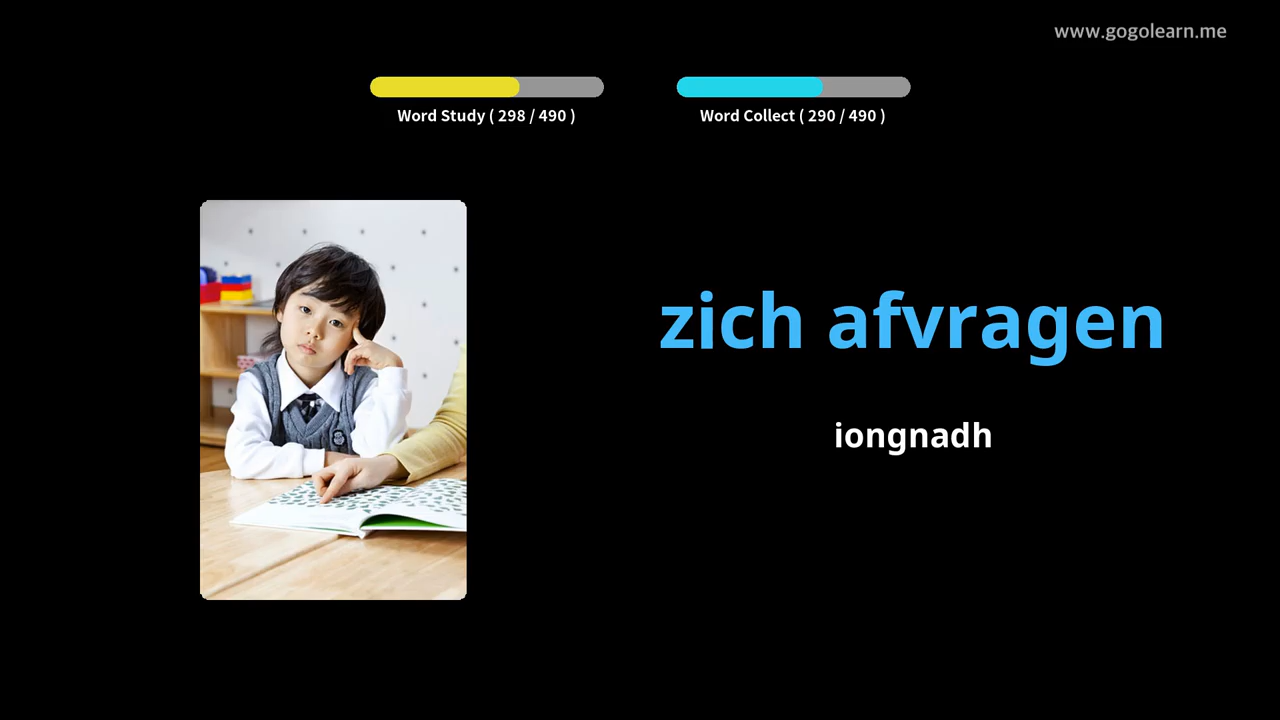 www.gogolearn.me
Word Study ( 298 / 490 )
Word Collect ( 290 / 490 )
zich afvragen
iongnadh